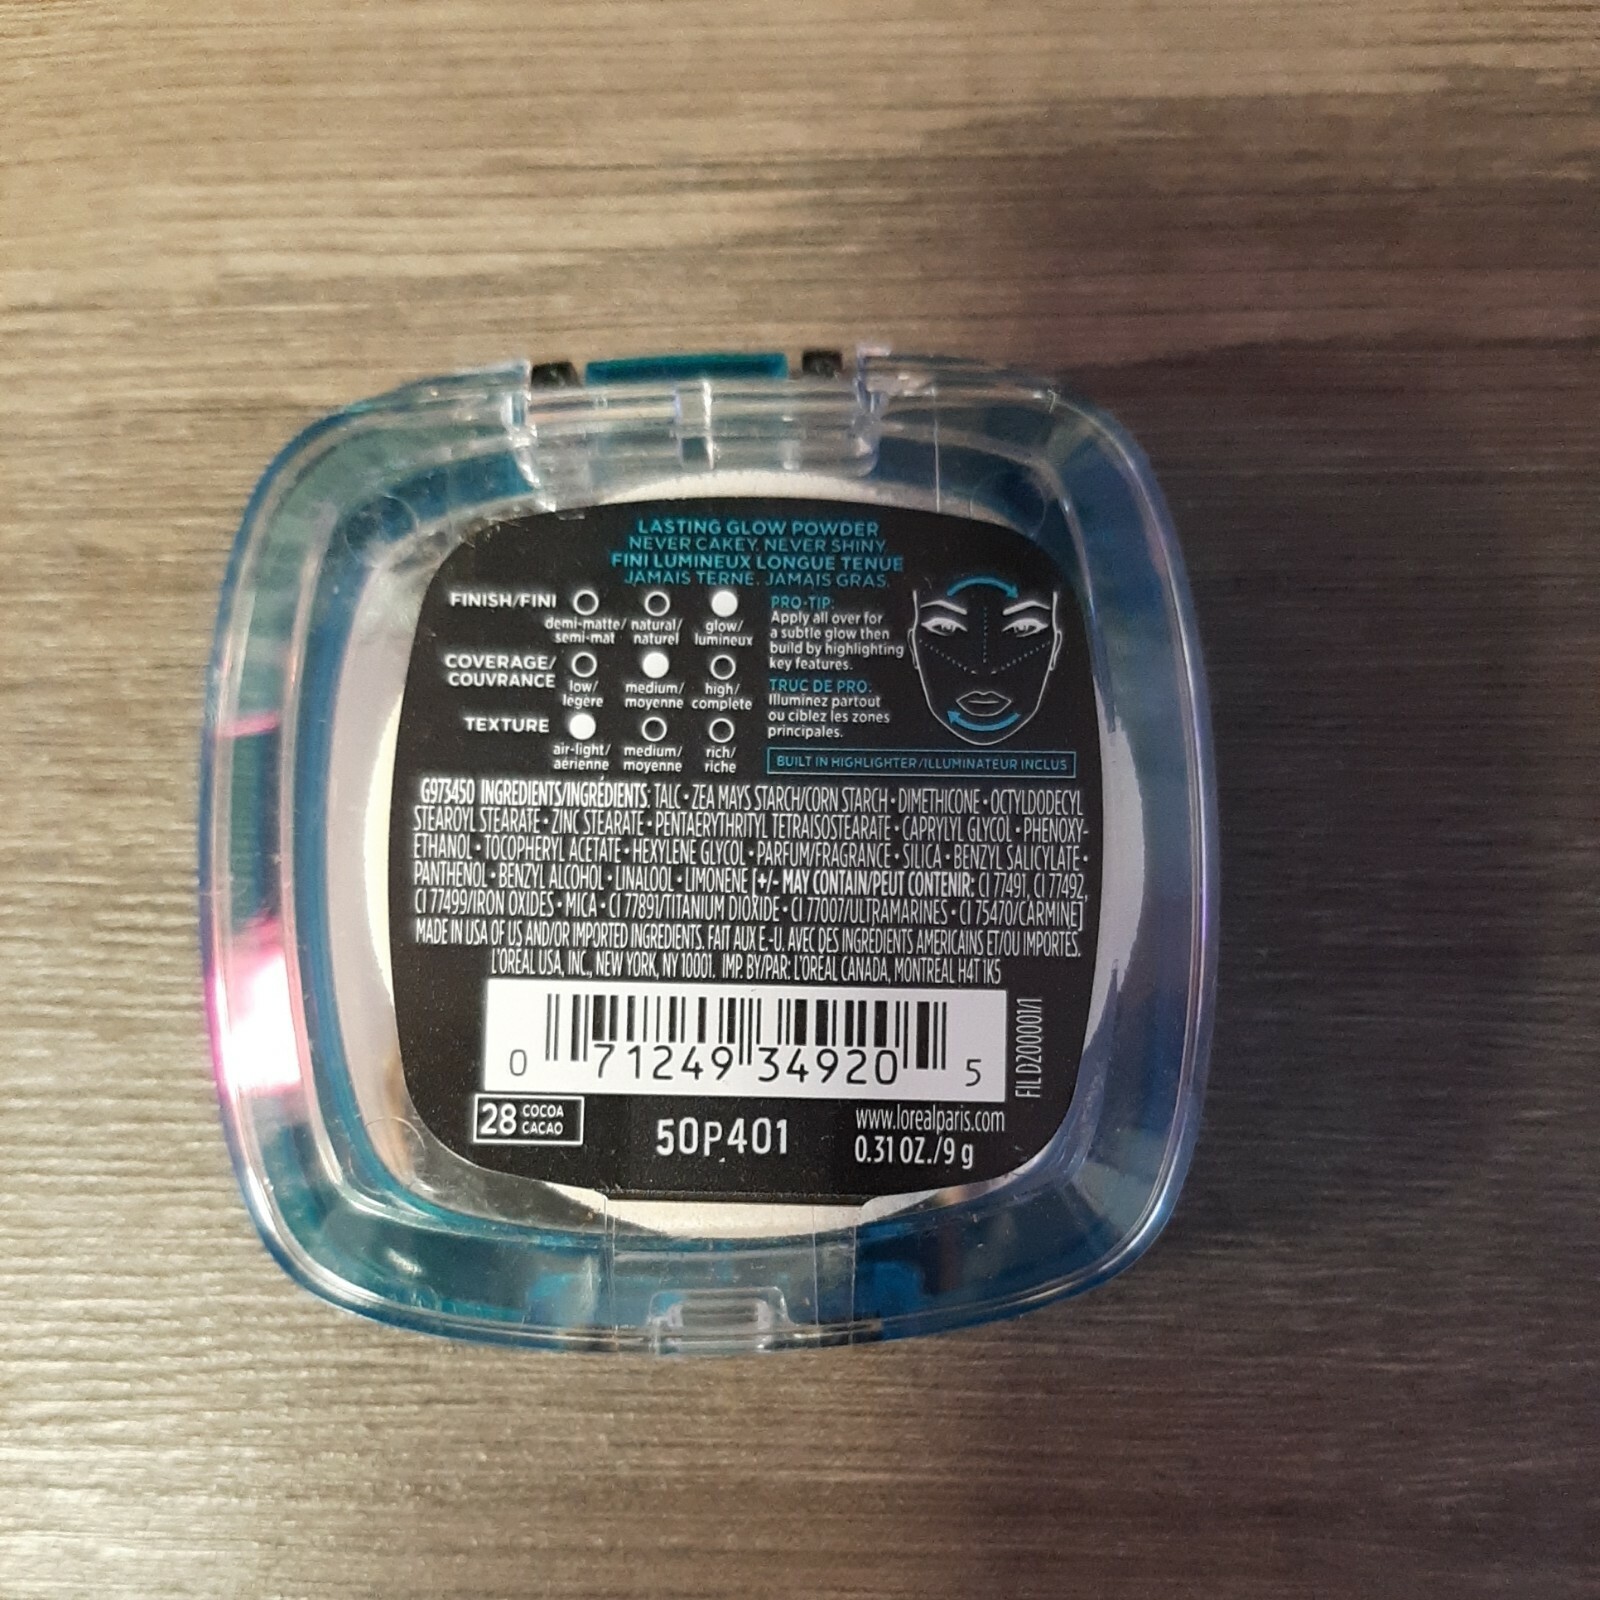 LASTING GLOW POWDER
NEVER CAKEY. NEVER SHINY.
FINI LUMINEUX LONGUE TENUE
JAMAIS TERNE. JAMAIS GRAS.
FINISH/FINI
demi-matte/ natural/ glow/
semi-mat naturel lumineux
COVERAGE/
COUVRANCE
low/ medium/ high/
légère moyenne complète
TEXTURE
air-light/ medium/ rich/
aérienne moyenne riche
PRO-TIP:
Apply all over for
a subtle glow then
build by highlighting
key features.
TRUC DE PRO:
Illuminez partout
ou ciblez les zones
principales.
BUILT IN HIGHLIGHTER/ILLUMINATEUR INCLUS
G973450 INGREDIENTS/INGRÉDIENTS: TALC • ZEA MAYS STARCH/CORN STARCH • DIMETHICONE • OCTYLDODECYL
STEAROYL STEARATE • ZINC STEARATE • PENTAERYTHRITYL TETRAISOSTEARATE • CAPRYLYL GLYCOL • PHENOXY-
ETHANOL • TOCOPHERYL ACETATE • HEXYLENE GLYCOL • PARFUM/FRAGRANCE • SILICA • BENZYL SALICYLATE •
PANTHENOL • BENZYL ALCOHOL • LINALOOL • LIMONENE [+/- MAY CONTAIN/PEUT CONTENIR: CI 77491, CI 77492,
CI 77499/IRON OXIDES • MICA • CI 77891/TITANIUM DIOXIDE • CI 77007/ULTRAMARINES • CI 75470/CARMINE]
MADE IN USA OF US AND/OR IMPORTED INGREDIENTS. FAIT AUX É.-U. AVEC DES INGRÉDIENTS AMÉRICAINS ET/OU IMPORTÉS.
L'ORÉAL USA, INC., NEW YORK, NY 10001. IMP. BY/PAR: L'ORÉAL CANADA, MONTRÉAL H4T 1K5
0 71249 34920 5
FIL D200001/1
28 COCOA
CACAO
50P401
www.lorealparis.com
0.31 OZ./9 g